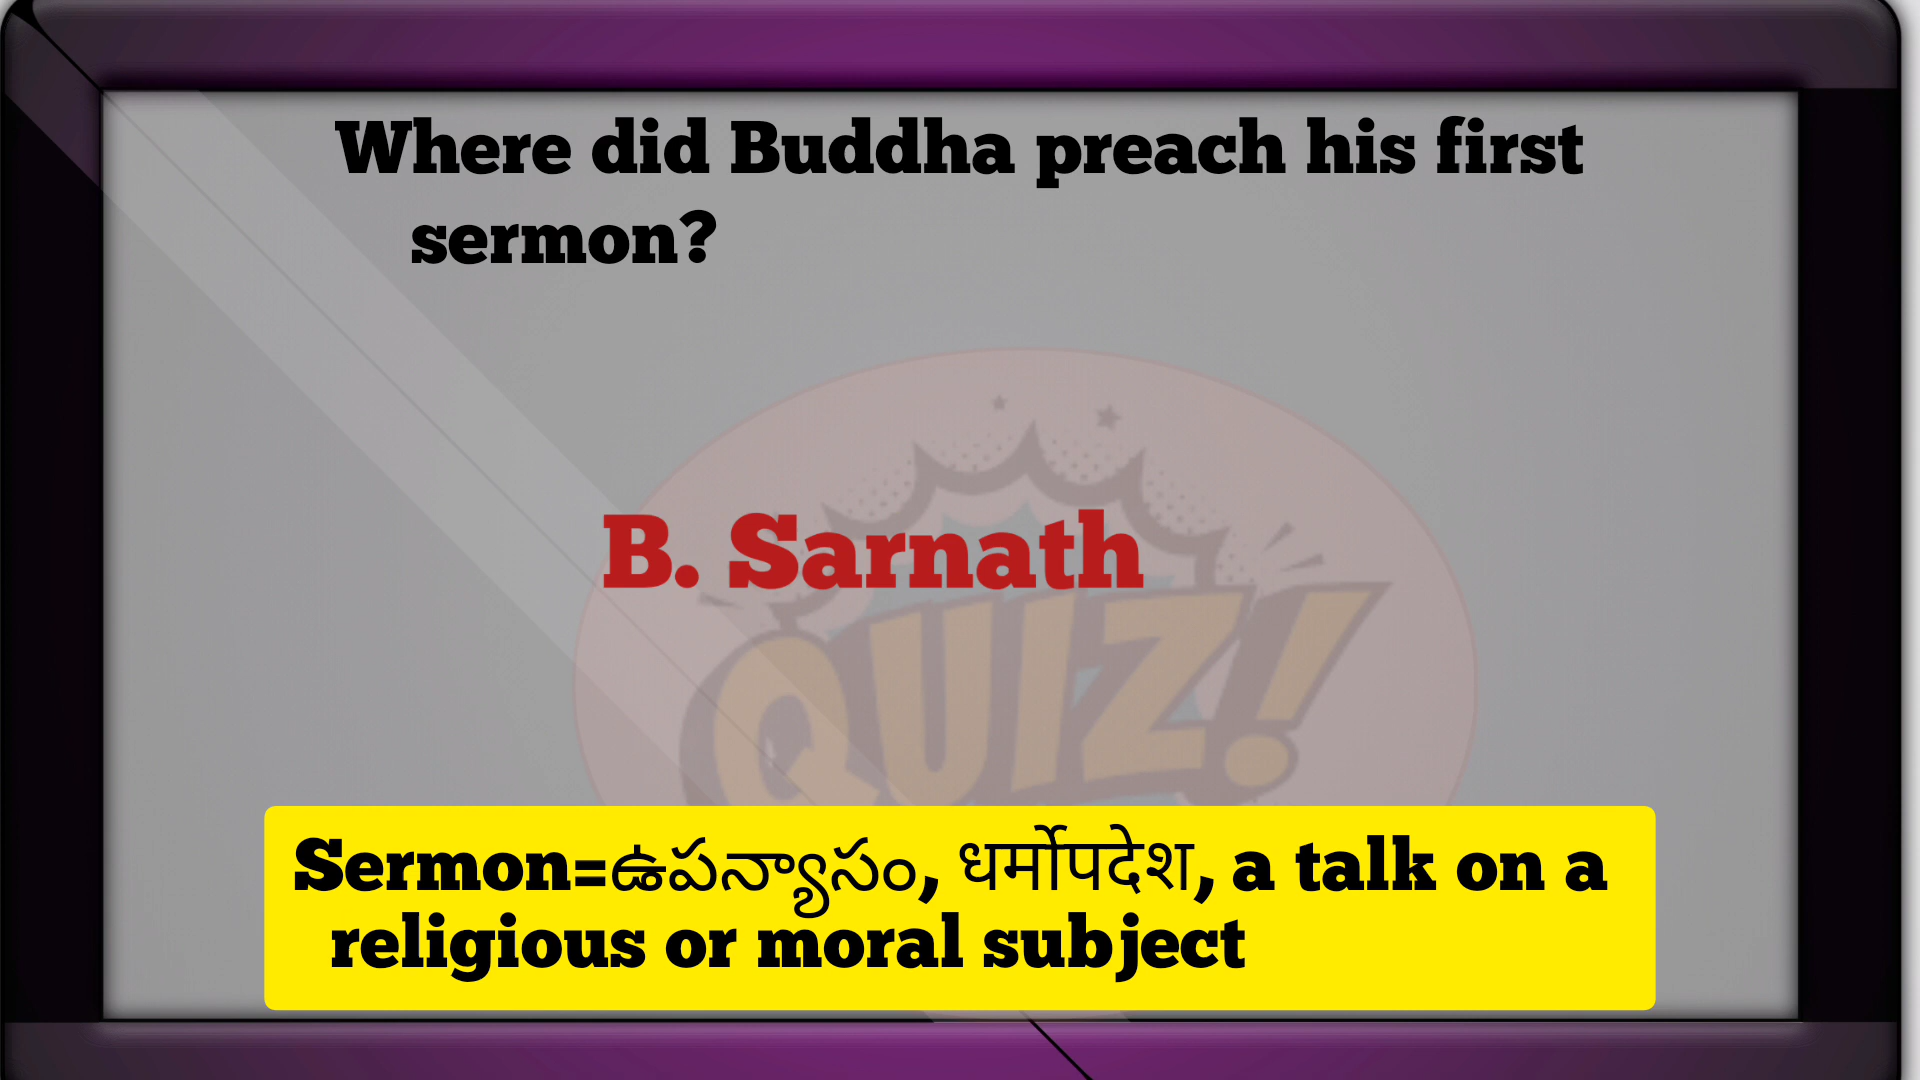 Where did Buddha preach his first
sermon?
B. Sarnath
QUIZ!
Sermon=ఉపన్యాసం, धर्मोपदेश, a talk on a
religious or moral subject